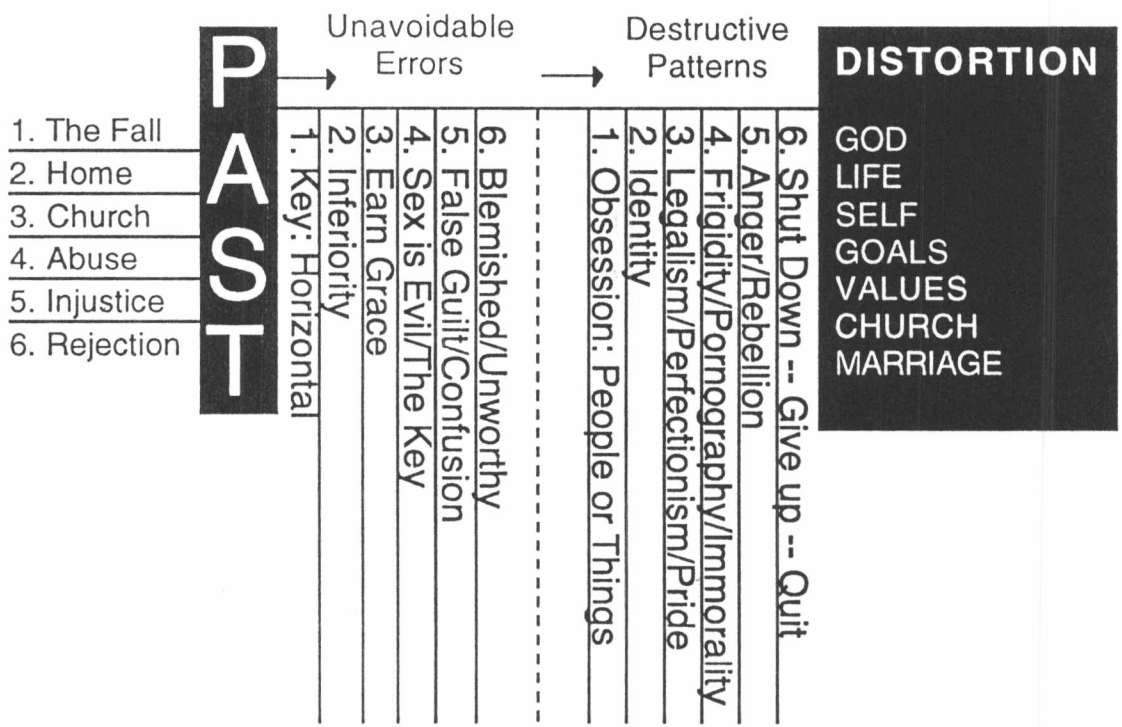 1. The Fall
2. Home
3. Church
4. Abuse
5. Injustice
6. Rejection
PAST
Unavoidable
Errors
1. Key: Horizontal
2. Inferiority
3. Earn Grace
4. Sex is Evil/The Key
5. False Guilt/Confusion
6. Blemished/Unworthy
Destructive
Patterns
1. Obsession: People or Things
2. Identity
3. Legalism/Perfectionism/Pride
4. Frigidity/Pornography/Immorality
5. Anger/Rebellion
6. Shut Down -- Give up -- Quit
DISTORTION
GOD
LIFE
SELF
GOALS
VALUES
CHURCH
MARRIAGE